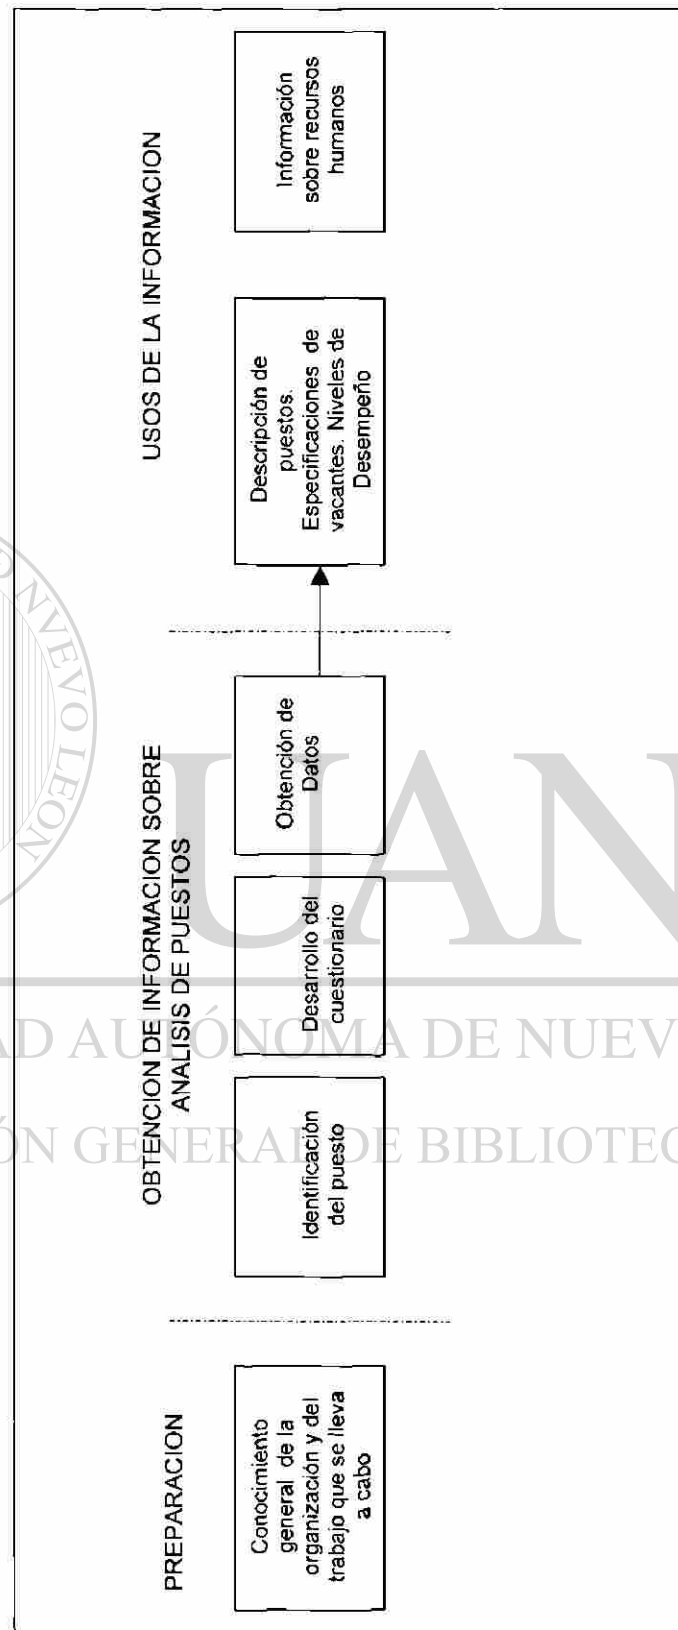 PREPARACION
Conocimiento
general de la
organización y del
trabajo que se lleva
a cabo
OBTENCION DE INFORMACION SOBRE
ANALISIS DE PUESTOS
Identificación
del puesto
Desarrollo del
cuestionario
Obtención de
Datos
USOS DE LA INFORMACION
Descripción de
puestos.
Especificaciones de
vacantes. Niveles de
Desempeño
Información
sobre recursos
humanos
NVEVO LEON
UAN
AD AUTÓNOMA DE NUEV
ÓN GENERAL DE BIBLIOTEC